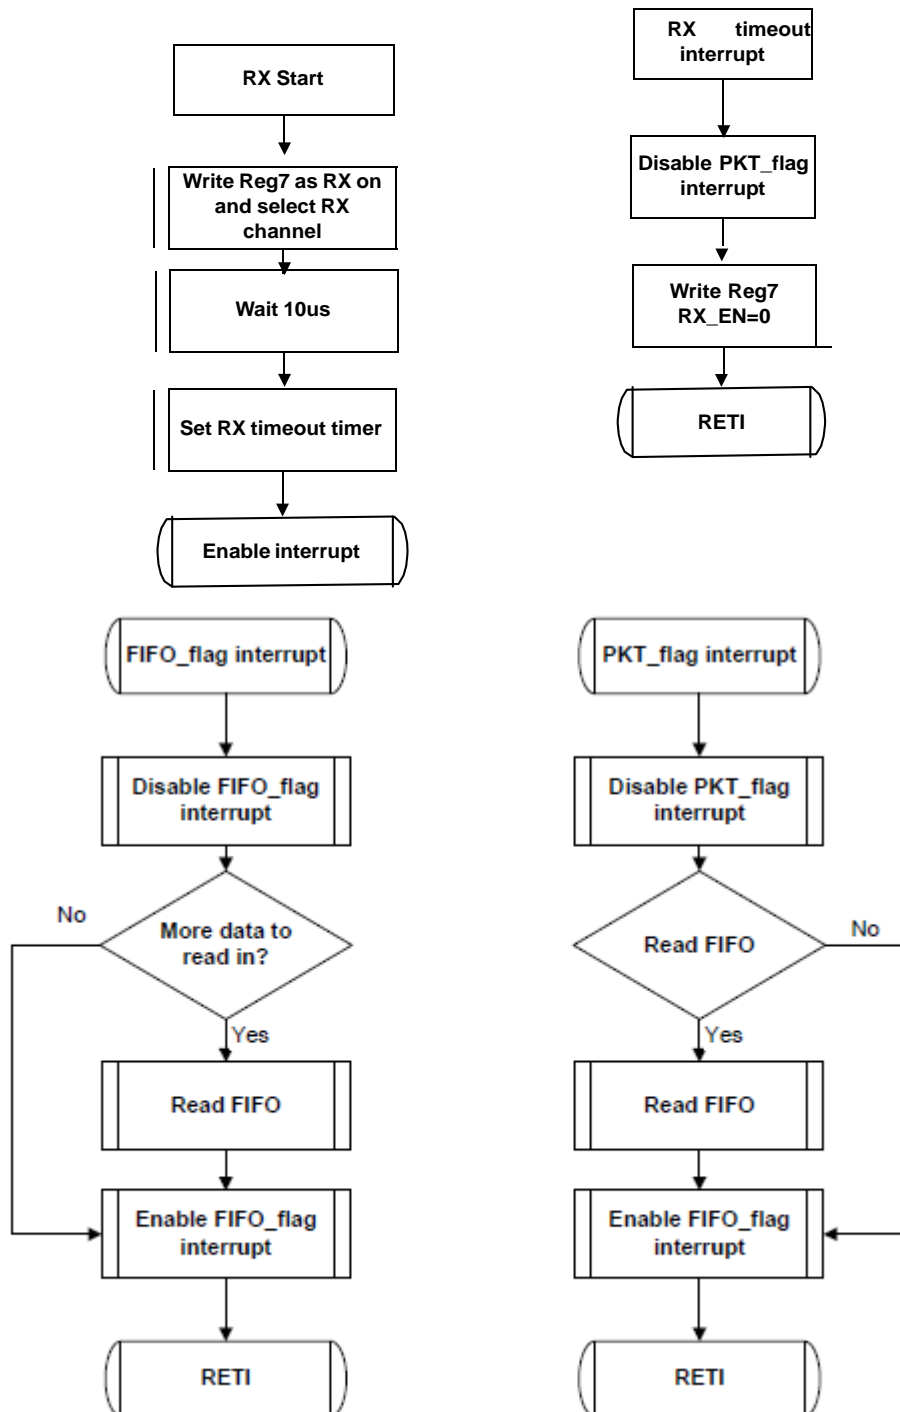 RX Start
Write Reg7 as RX on
and select RX
channel
Wait 10us
Set RX timeout timer
Enable interrupt
RX timeout
interrupt
Disable PKT_flag
interrupt
Write Reg7
RX_EN=0
RETI
FIFO_flag interrupt
Disable FIFO_flag
interrupt
More data to
read in?
No
Yes
Read FIFO
Enable FIFO_flag
interrupt
RETI
PKT_flag interrupt
Disable PKT_flag
interrupt
Read FIFO
No
Yes
Read FIFO
Enable FIFO_flag
interrupt
RETI